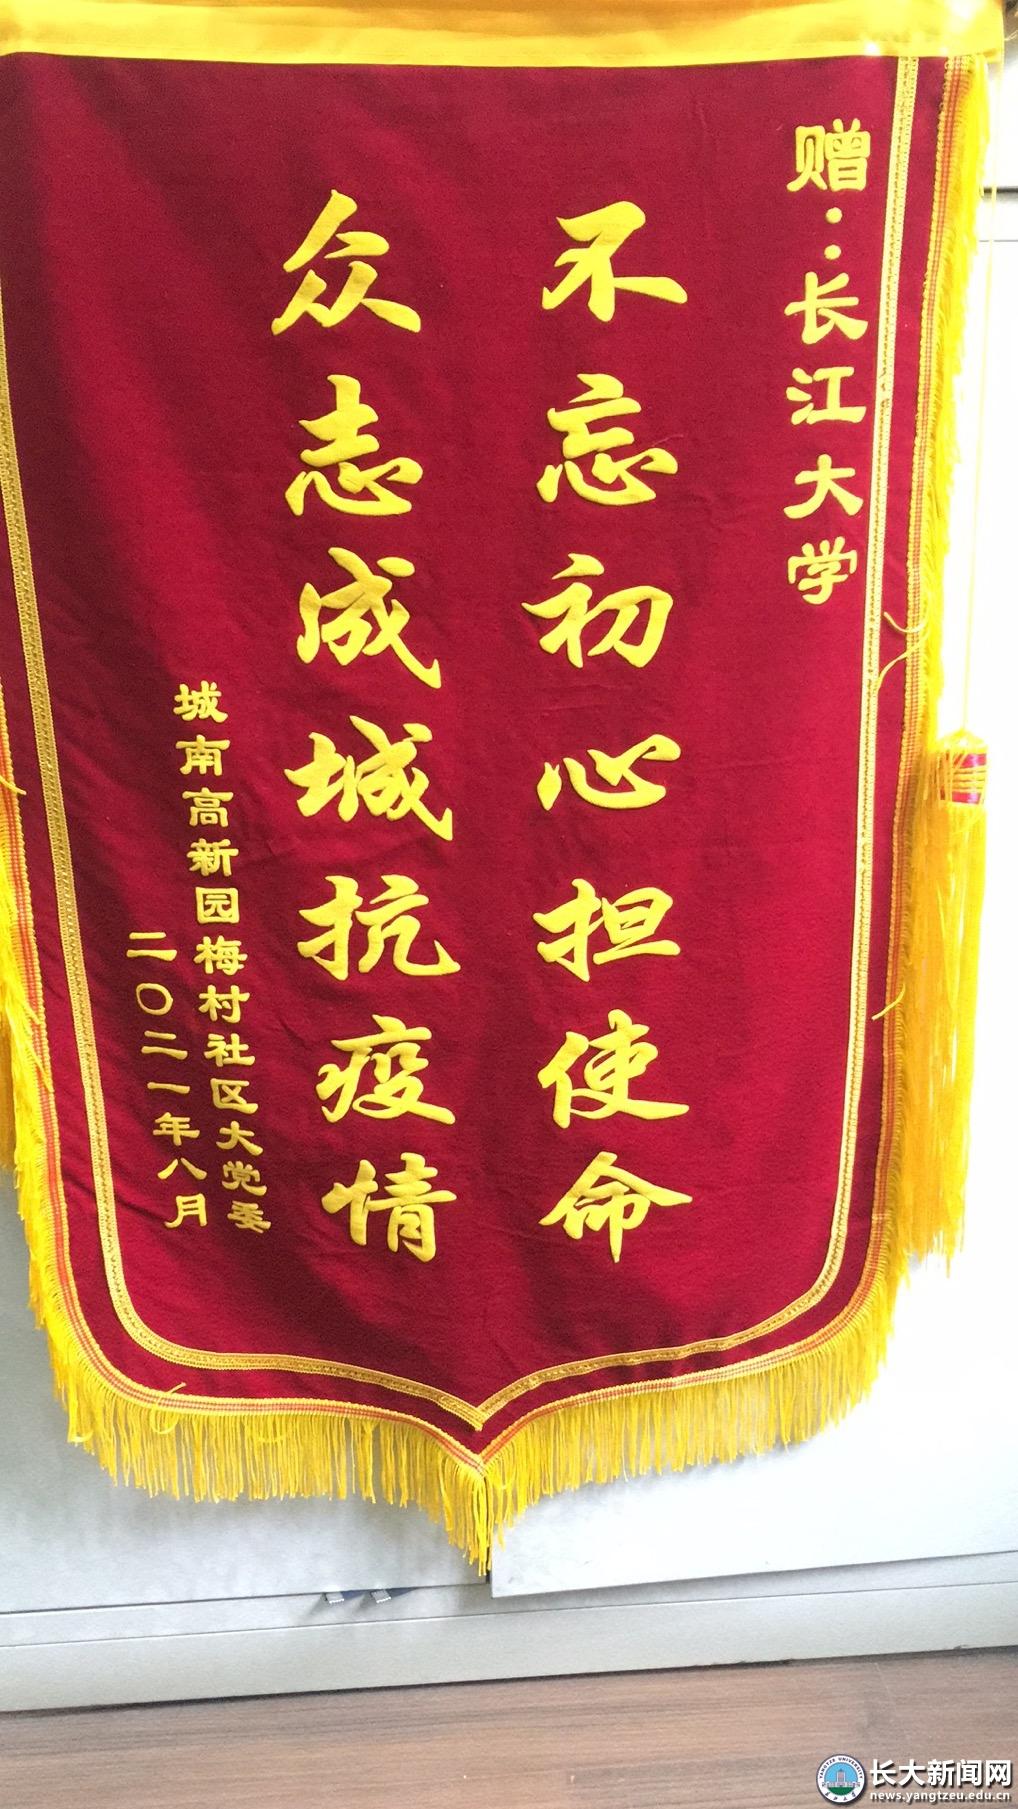 赠：长江大学
不忘初心担使命
众志成城抗疫情
城南高新园梅村社区大党委
二〇二一年八月
长大新闻网
news.yangtzeu.edu.cn